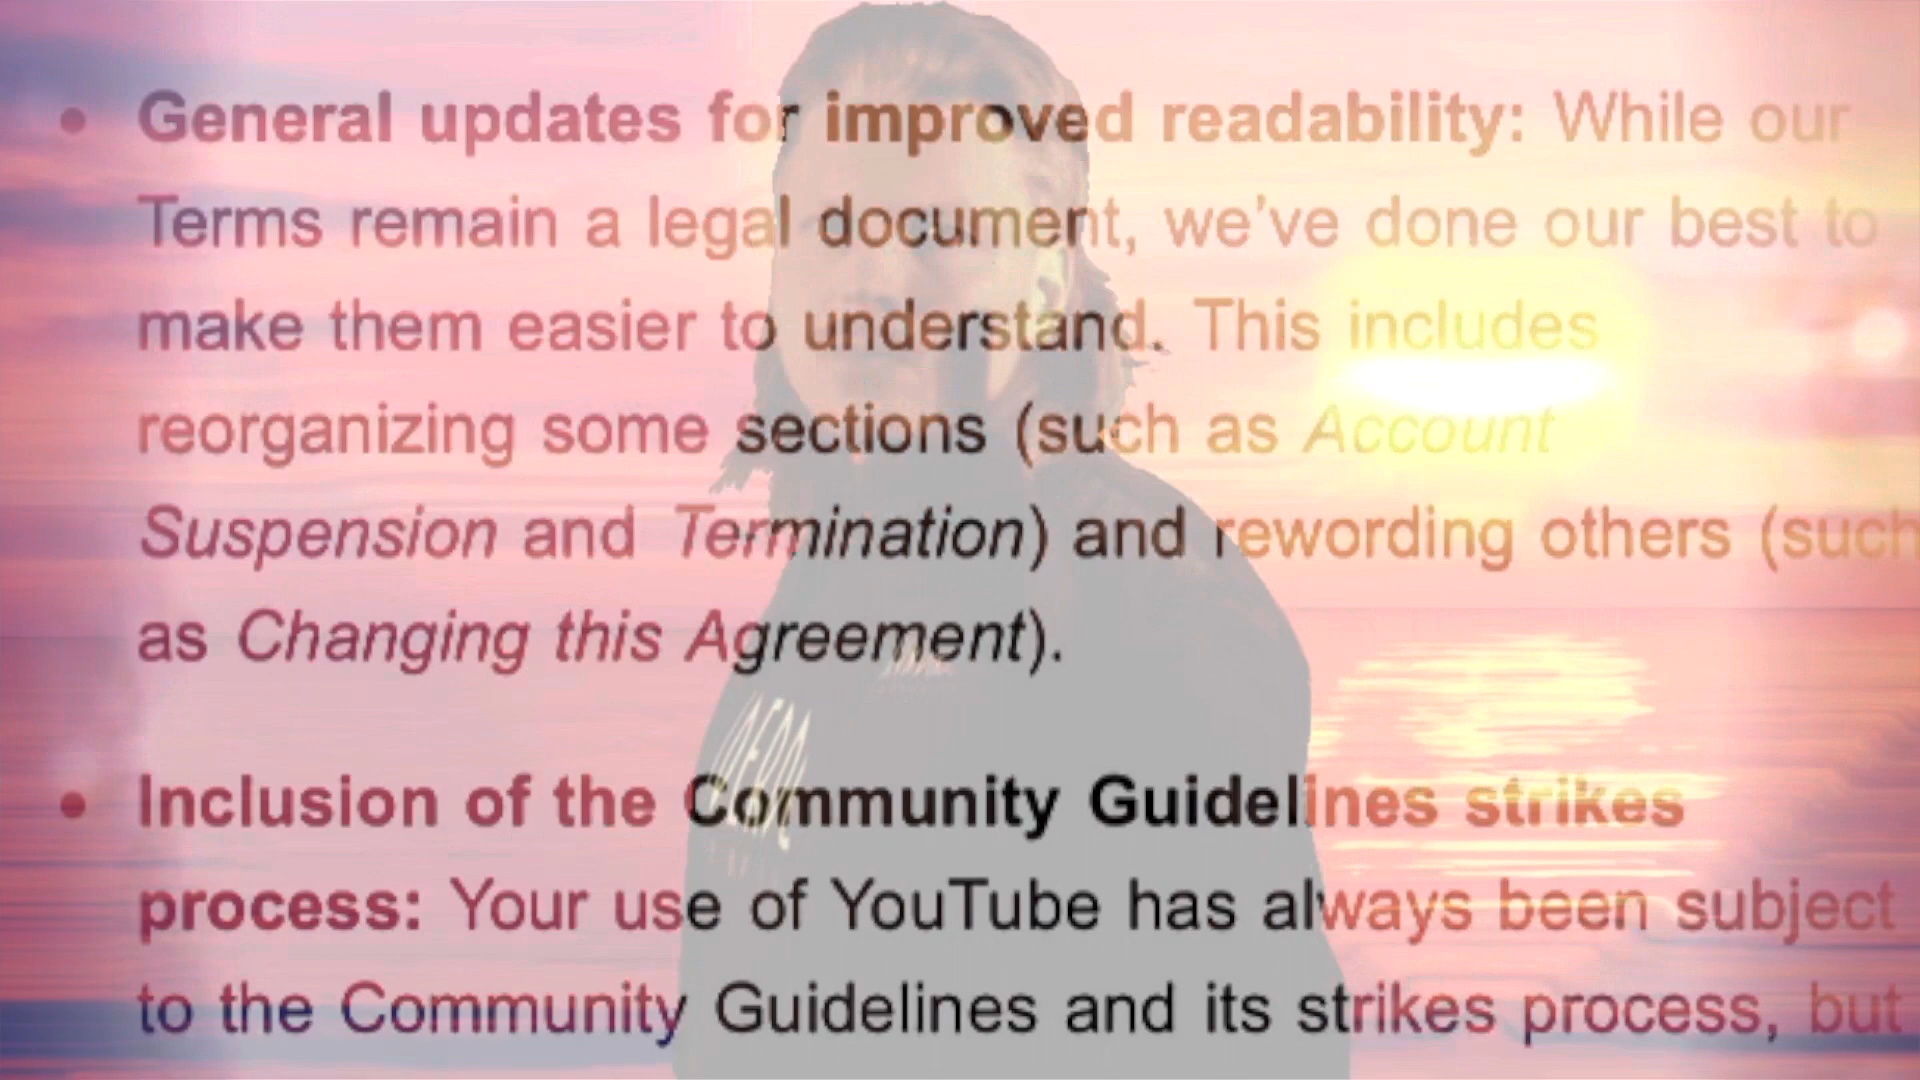 • General updates for improved readability: While our
Terms remain a legal document, we've done our best to
make them easier to understand. This includes
reorganizing some sections (such as Account
Suspension and Termination) and rewording others (such
as Changing this Agreement).
• Inclusion of the Community Guidelines strikes
process: Your use of YouTube has always been subject
to the Community Guidelines and its strikes process, but